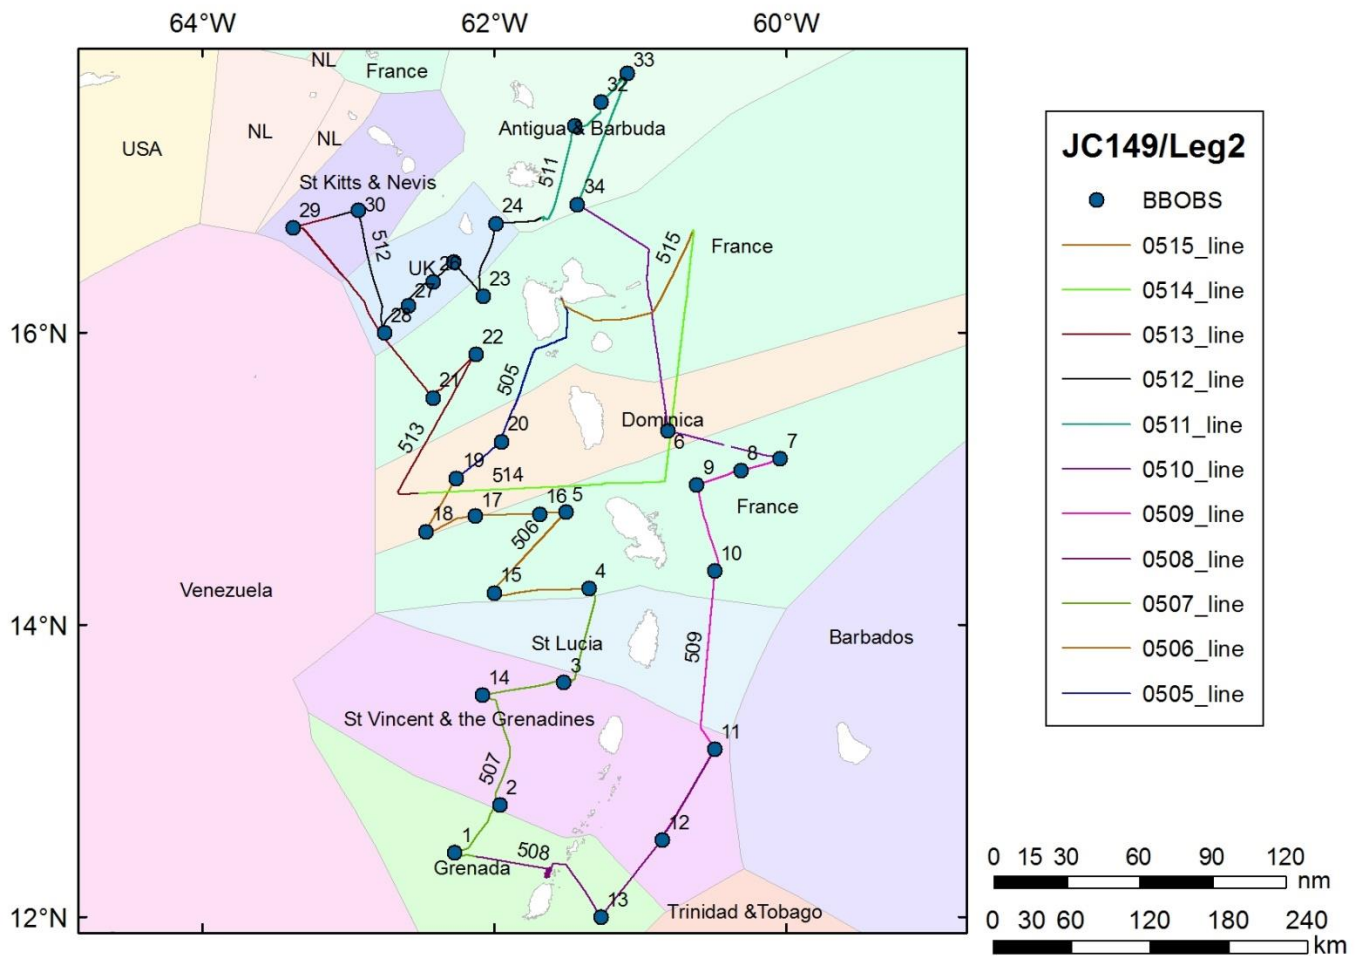 64°W 62°W 60°W
NL
France
33
32
USA
NL
NL
Antigua & Barbuda
St Kitts & Nevis
511
29
30
24
34
512
515
France
UK
26
23
27
28
16°N
22
21
505
513
20
Dominica
6
7
8
9
19
514
18
17
16
5
506
France
10
15
4
Venezuela
14°N
St Lucia
509
Barbados
3
14
St Vincent & the Grenadines
11
507
2
12
1
508
Grenada
13
Trinidad &Tobago
12°N
JC149/Leg2
BBOBS
0515_line
0514_line
0513_line
0512_line
0511_line
0510_line
0509_line
0508_line
0507_line
0506_line
0505_line
0 15 30 60 90 120
nm
0 30 60 120 180 240
km